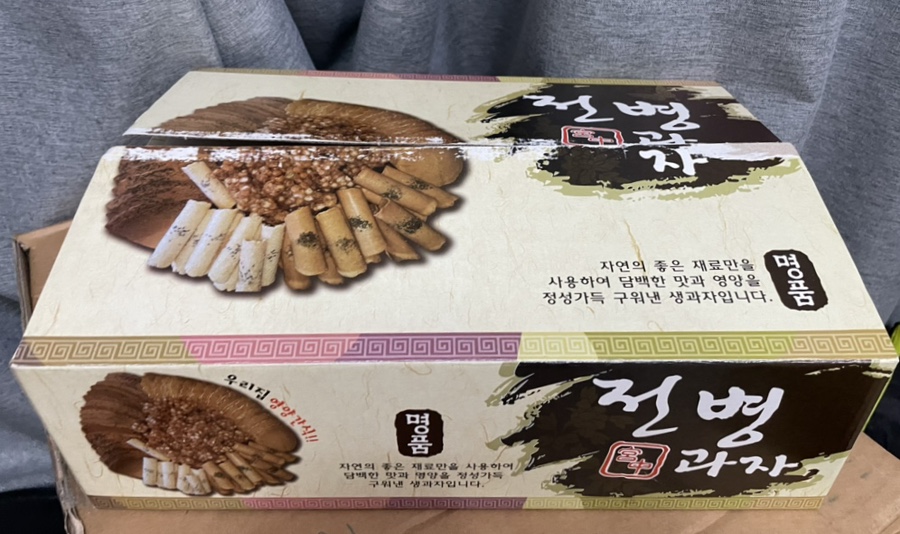 전병
과자
자연의 좋은 재료만을
사용하여 담백한 맛과 영양을
정성가득 구워낸 생과자입니다.
명품
우리집 영양간식!!
명품
자연의 좋은 재료만을 사용하여
담백한 맛과 영양을 정성가득
구워낸 생과자입니다.
전병
과자